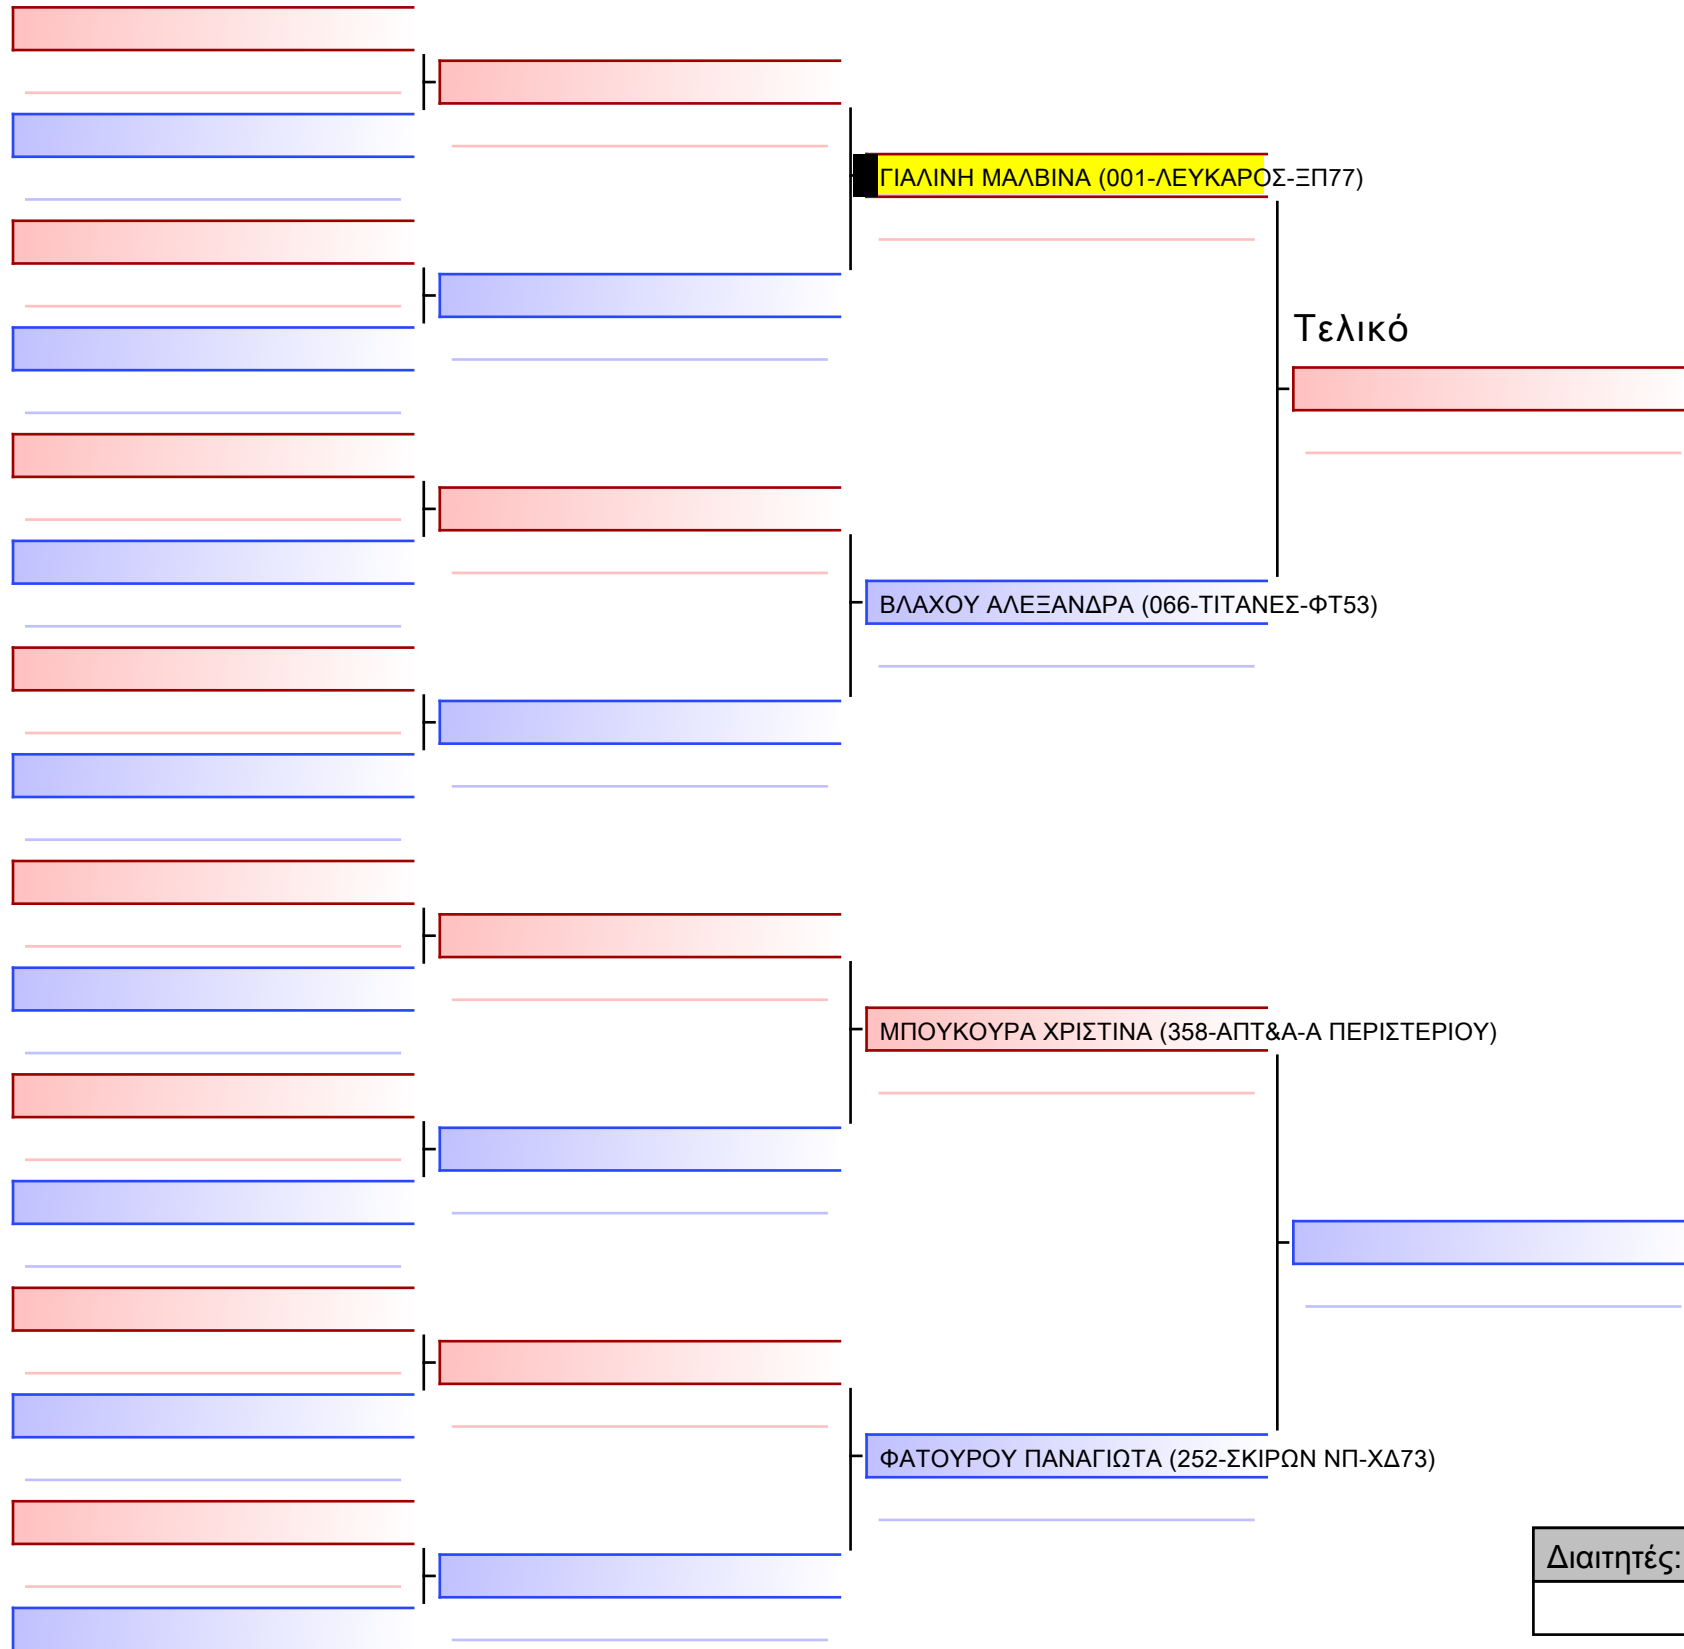 ΓΙΑΛΙΝΗ ΜΑΛΒΙΝΑ (001-ΛΕΥΚΑΡΟΣ-ΞΠ77)
Τελικό
ΒΛΑΧΟΥ ΑΛΕΞΑΝΔΡΑ (066-ΤΙΤΑΝΕΣ-ΦΤ53)
ΜΠΟΥΚΟΥΡΑ ΧΡΙΣΤΙΝΑ (358-ΑΠΤ&Α-Α ΠΕΡΙΣΤΕΡΙΟΥ)
ΦΑΤΟΥΡΟΥ ΠΑΝΑΓΙΩΤΑ (252-ΣΚΙΡΩΝ ΝΠ-ΧΔ73)
Διαιτητές: